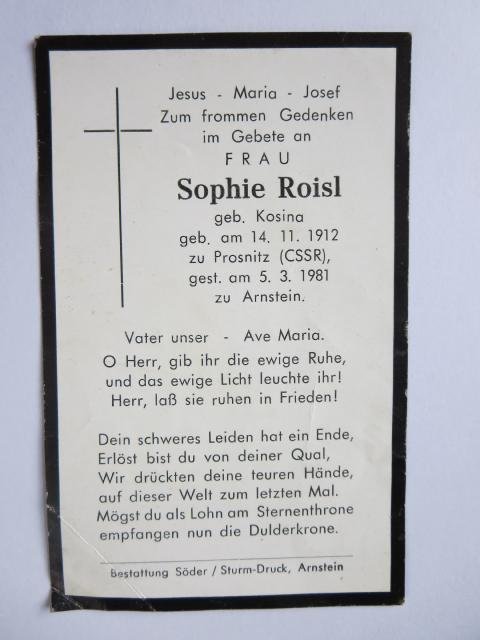 Jesus - Maria - Josef
Zum frommen Gedenken
im Gebete an
FRAU
Sophie Roisl
geb. Kosina
geb. am 14. 11. 1912
zu Prosnitz (CSSR),
gest. am 5. 3. 1981
zu Arnstein.
Vater unser - Ave Maria.
O Herr, gib ihr die ewige Ruhe,
und das ewige Licht leuchte ihr!
Herr, laß sie ruhen in Frieden!
Dein schweres Leiden hat ein Ende,
Erlöst bist du von deiner Qual,
Wir drückten deine teuren Hände,
auf dieser Welt zum letzten Mal.
Mögst du als Lohn am Sternenthrone
empfangen nun die Dulderkrone.
Bestattung Söder / Sturm-Druck, Arnstein